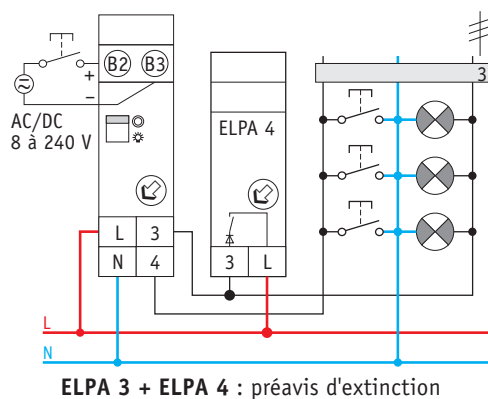 B2 B3
+
–
AC/DC
8 à 240 V
ELPA 4
3
L 3
N 4
3 L
L
N
ELPA 3 + ELPA 4 : préavis d'extinction